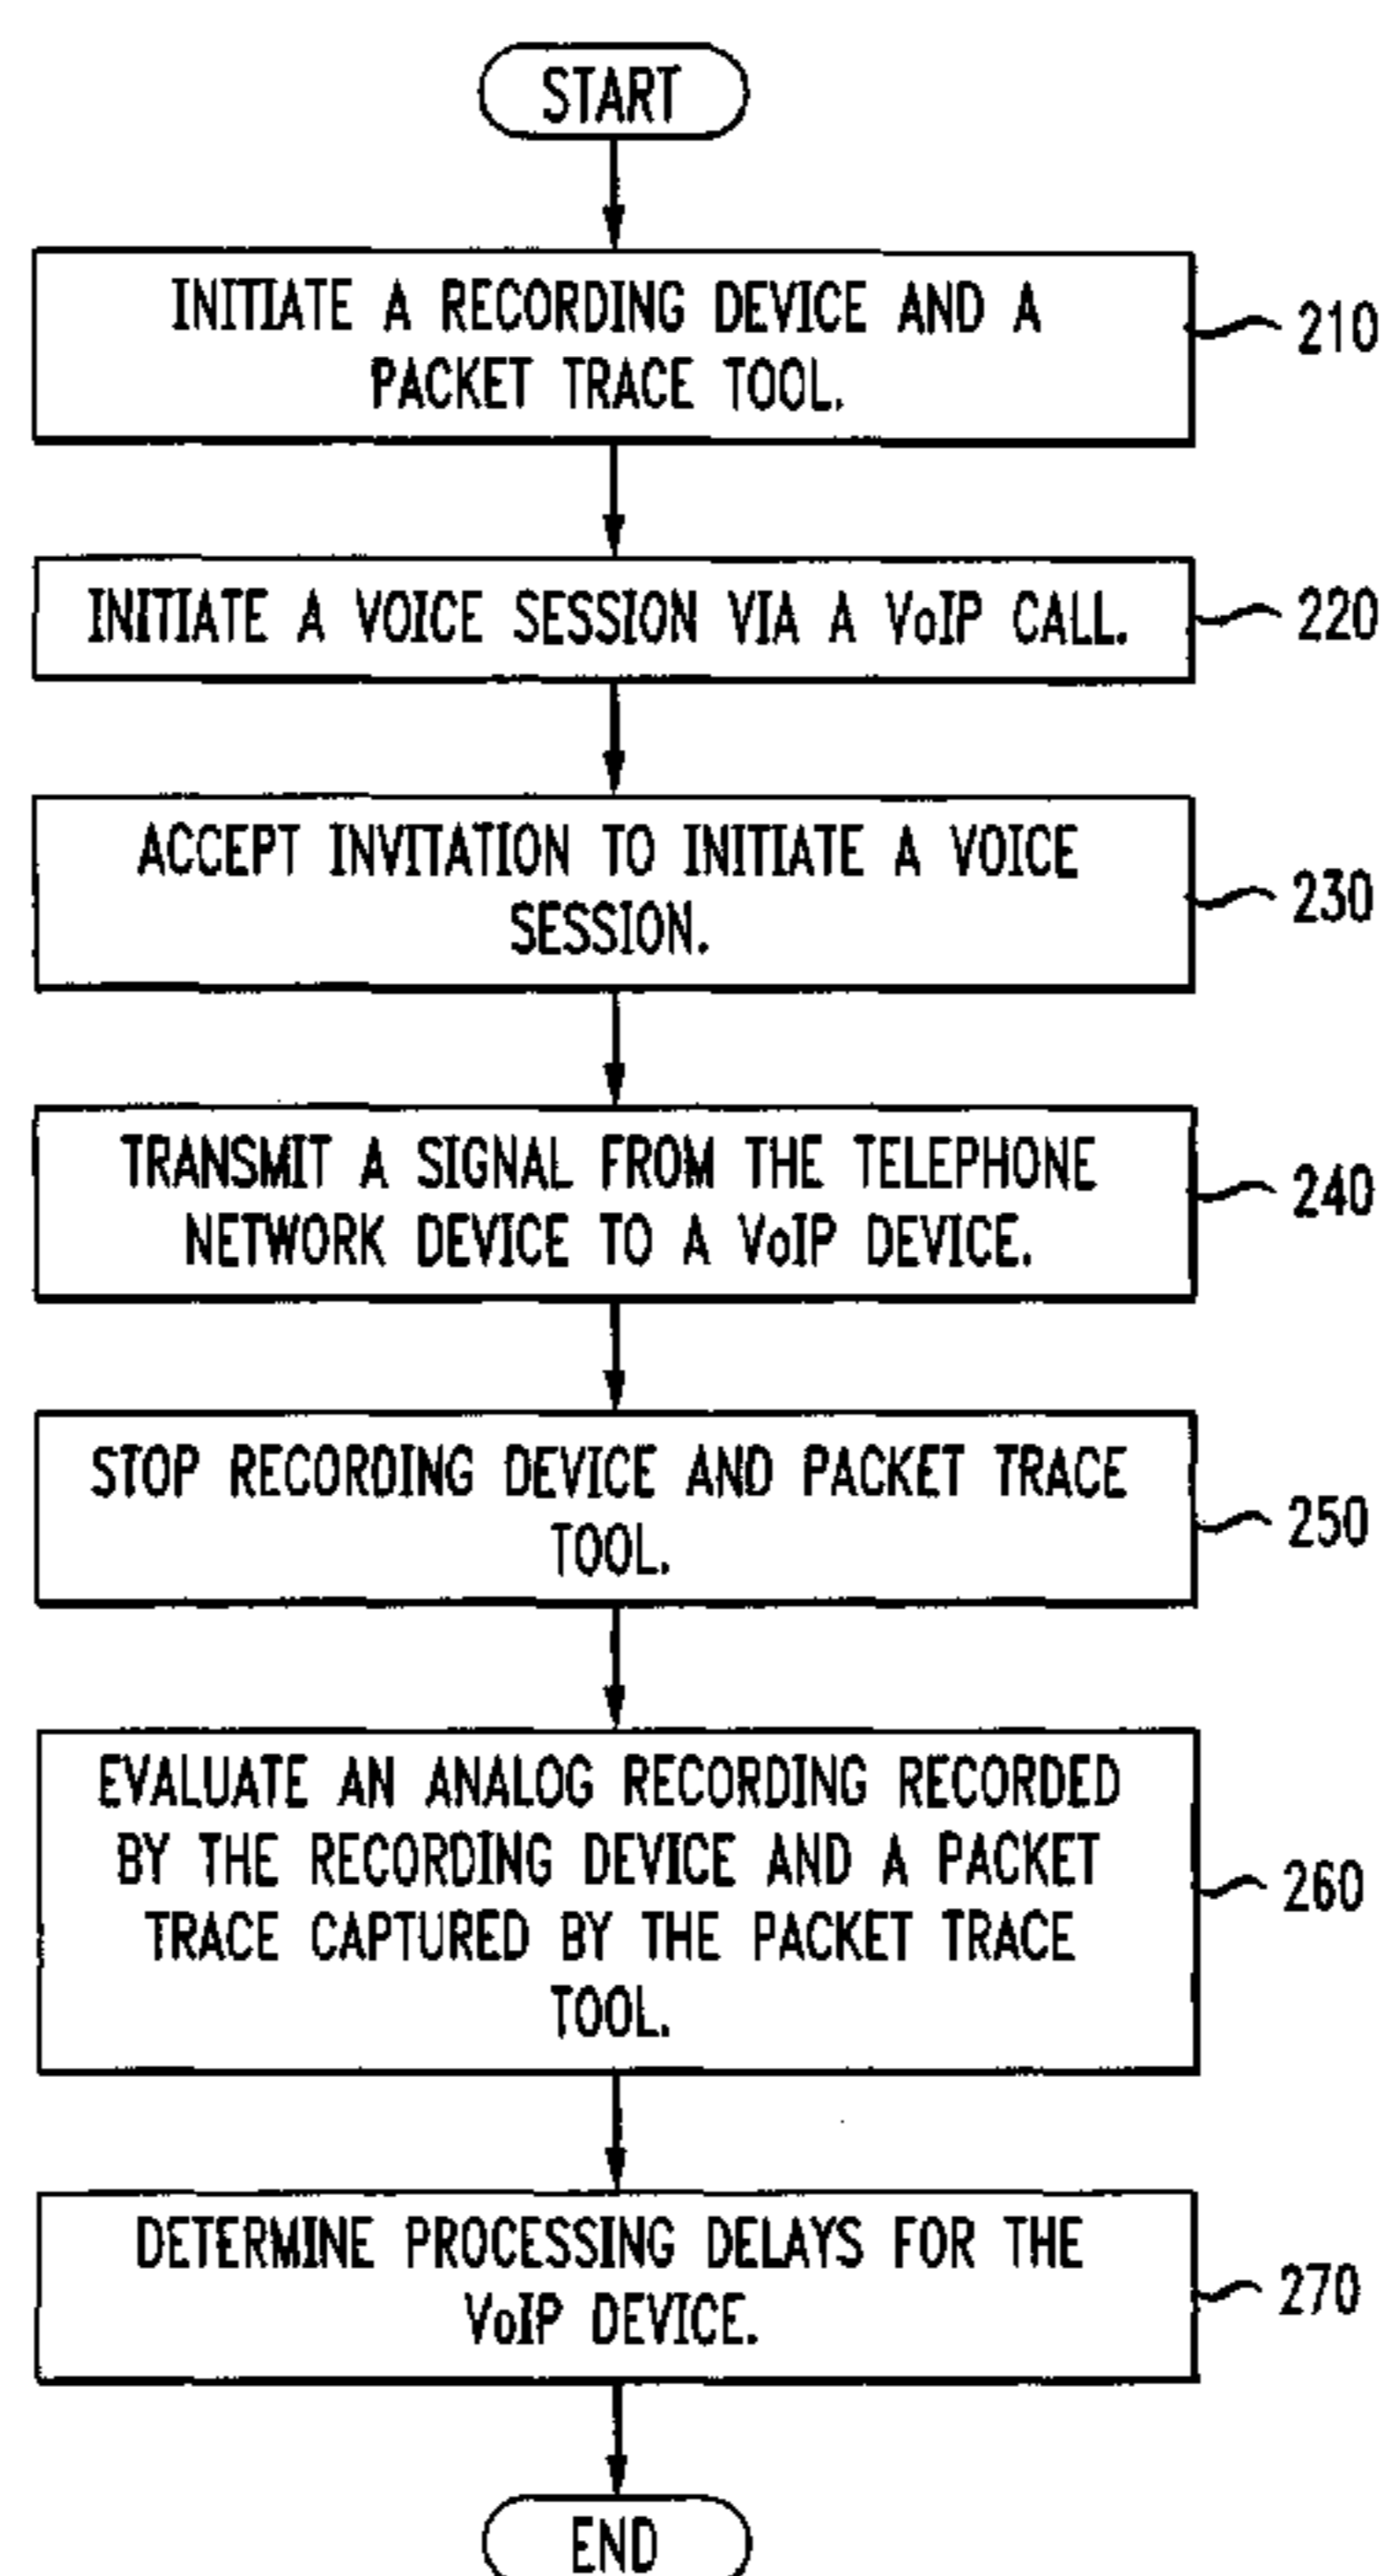 START
INITIATE A RECORDING DEVICE AND A
PACKET TRACE TOOL.
210
INITIATE A VOICE SESSION VIA A VoIP CALL.
220
ACCEPT INVITATION TO INITIATE A VOICE
SESSION.
230
TRANSMIT A SIGNAL FROM THE TELEPHONE
NETWORK DEVICE TO A VoIP DEVICE.
240
STOP RECORDING DEVICE AND PACKET TRACE
TOOL.
250
EVALUATE AN ANALOG RECORDING RECORDED
BY THE RECORDING DEVICE AND A PACKET
TRACE CAPTURED BY THE PACKET TRACE
TOOL.
260
DETERMINE PROCESSING DELAYS FOR THE
VoIP DEVICE.
270
END